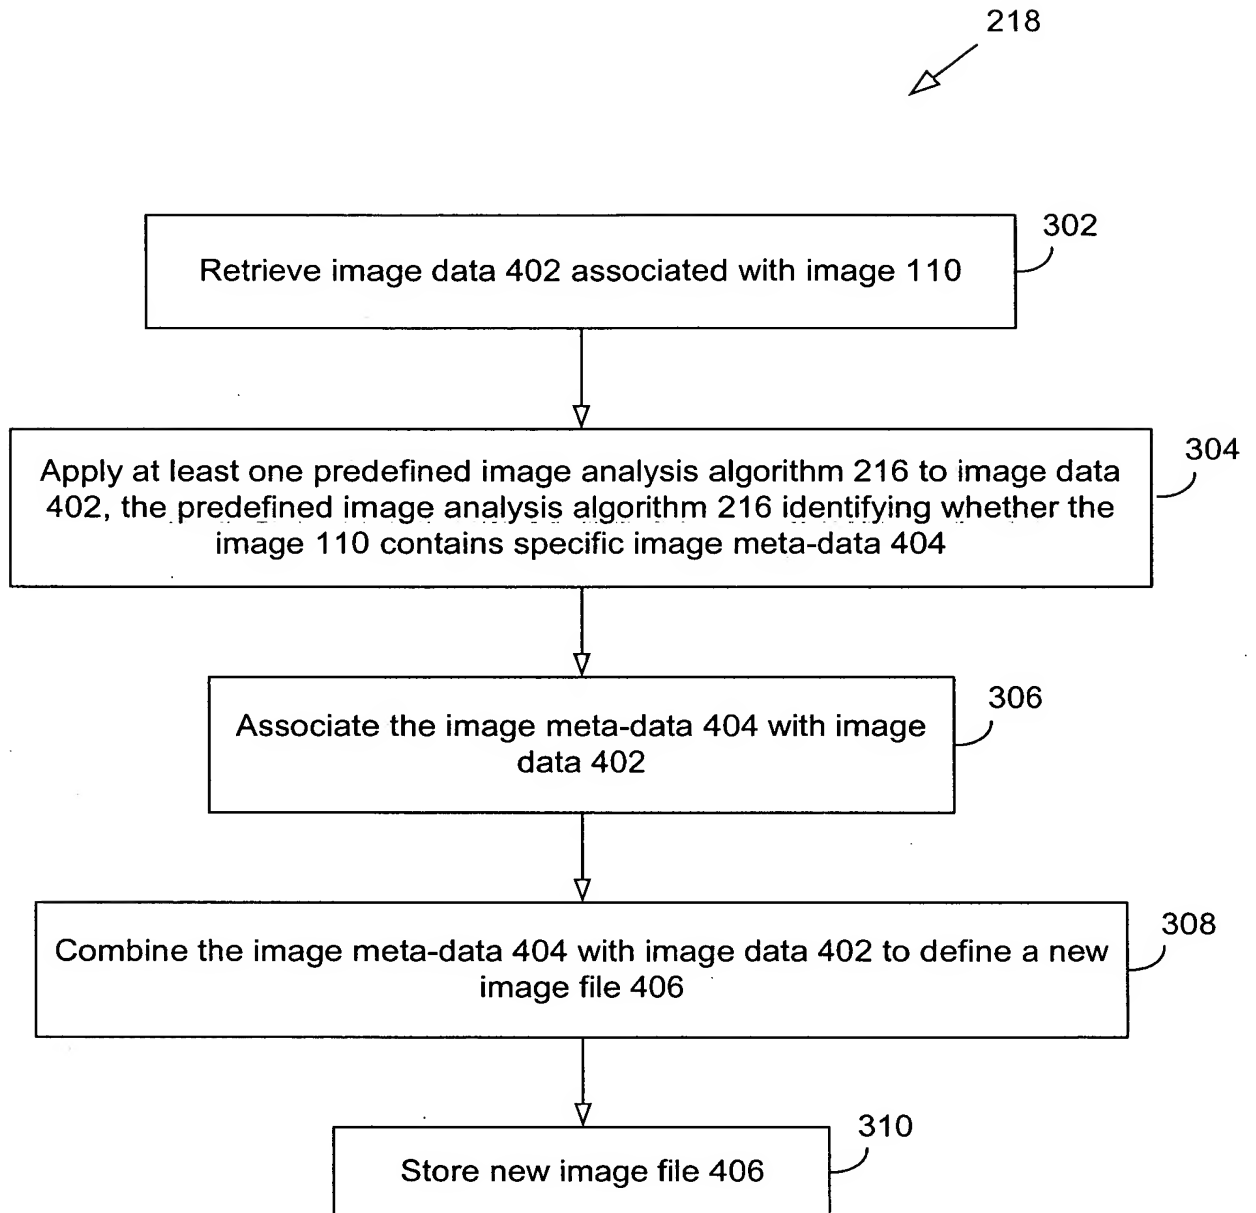 218
302
Retrieve image data 402 associated with image 110
304
Apply at least one predefined image analysis algorithm 216 to image data
402, the predefined image analysis algorithm 216 identifying whether the
image 110 contains specific image meta-data 404
306
Associate the image meta-data 404 with image
data 402
308
Combine the image meta-data 404 with image data 402 to define a new
image file 406
310
Store new image file 406